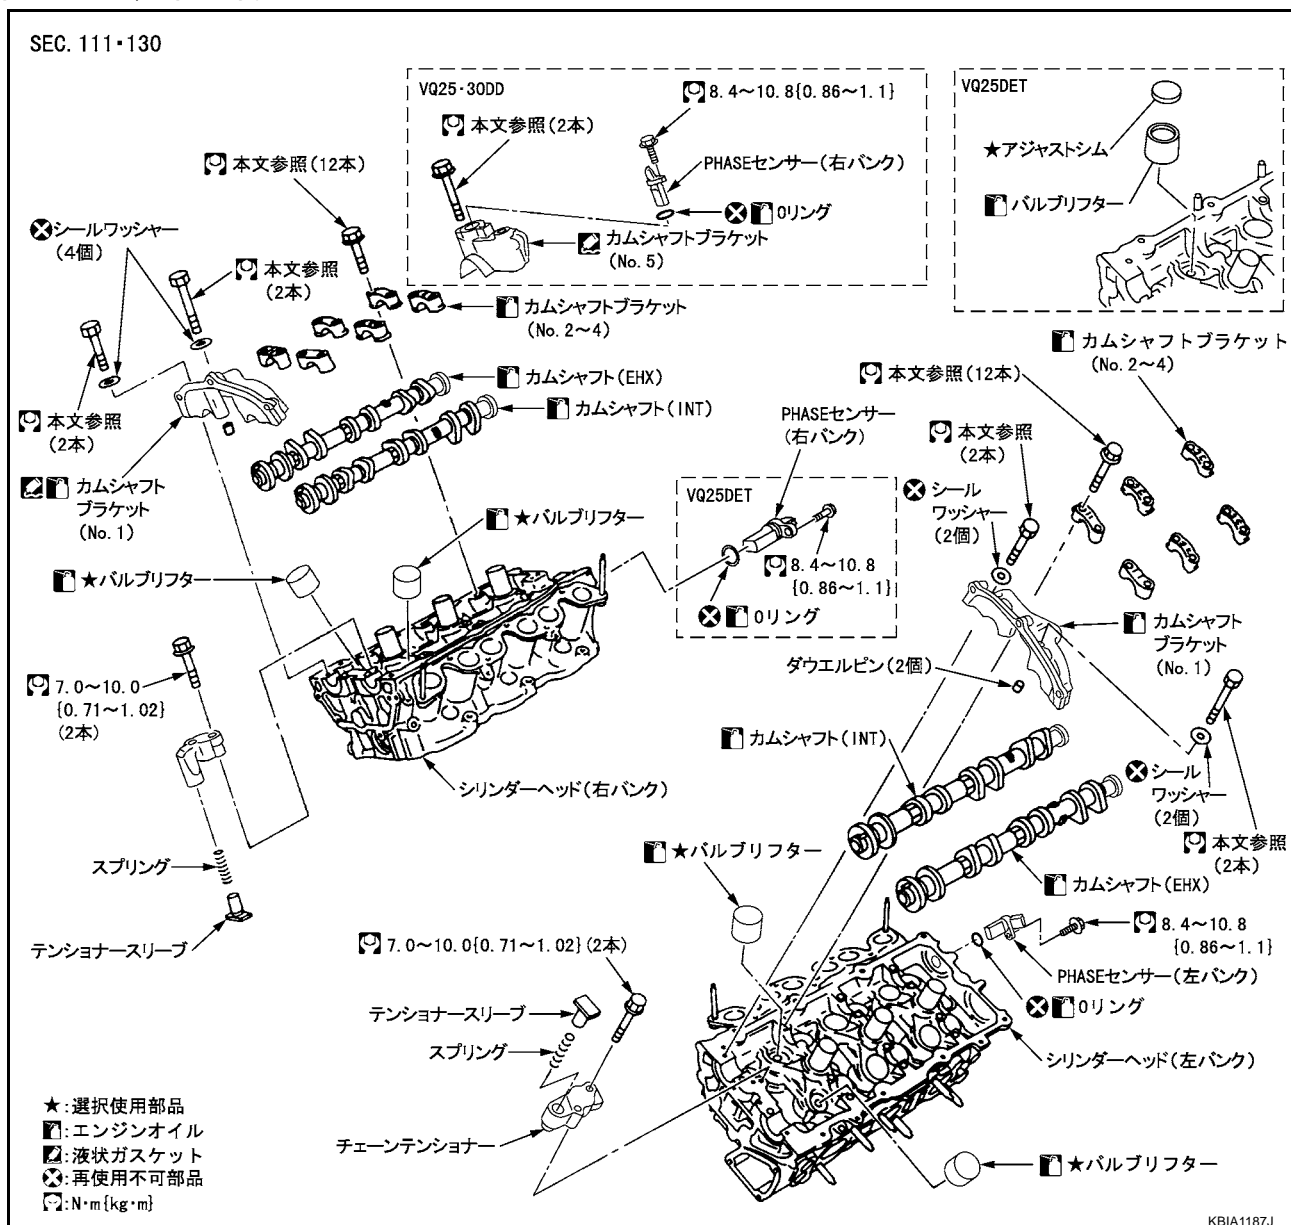 SEC. 111･130
VQ25･30DD
8.4～10.8{0.86～1.1}
本文参照(2本)
PHASEセンサー(右バンク)
Oリング
カムシャフトブラケット
(No. 5)
VQ25DET
★アジャストシム
バルブリフター
本文参照(12本)
シールワッシャー
(4個)
本文参照
(2本)
カムシャフトブラケット
(No. 2～4)
カムシャフト(EHX)
カムシャフト(INT)
本文参照
(2本)
カムシャフト
ブラケット
(No. 1)
★バルブリフター
★バルブリフター
PHASEセンサー
(右バンク)
VQ25DET
8.4～10.8
{0.86～1.1}
Oリング
カムシャフトブラケット
(No. 2～4)
本文参照(12本)
本文参照
(2本)
シール
ワッシャー
(2個)
カムシャフト
ブラケット
(No. 1)
ダウエルピン(2個)
7.0～10.0
{0.71～1.02}
(2本)
シリンダーヘッド(右バンク)
スプリング
テンショナースリーブ
カムシャフト(INT)
シール
ワッシャー
(2個)
本文参照
(2本)
★バルブリフター
カムシャフト(EHX)
7.0～10.0{0.71～1.02}(2本)
8.4～10.8
{0.86～1.1}
PHASEセンサー(左バンク)
Oリング
テンショナースリーブ
スプリング
シリンダーヘッド(左バンク)
チェーンテンショナー
★バルブリフター
★:選択使用部品
:エンジンオイル
:液状ガスケット
:再使用不可部品
:N･m{kg･m}
KBIA1187J